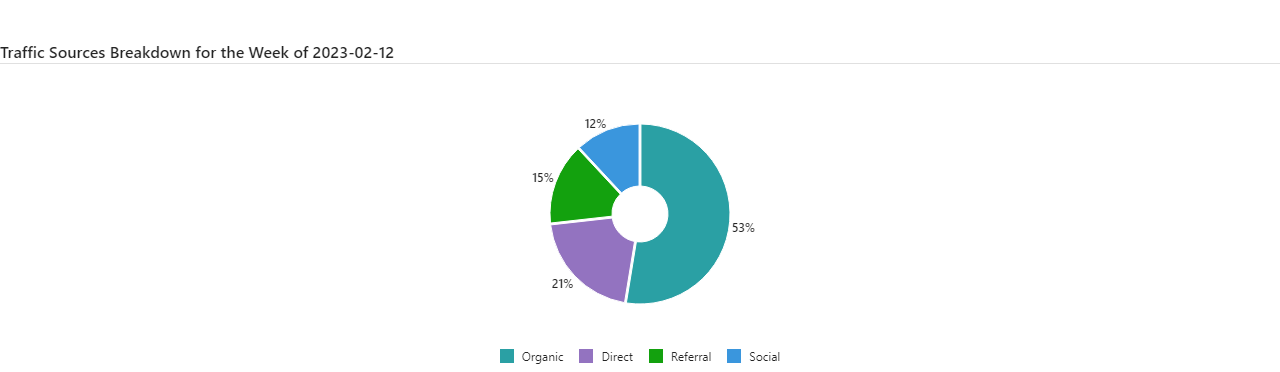 Traffic Sources Breakdown for the Week of 2023-02-12
12%
15%
53%
21%
Organic Direct Referral Social